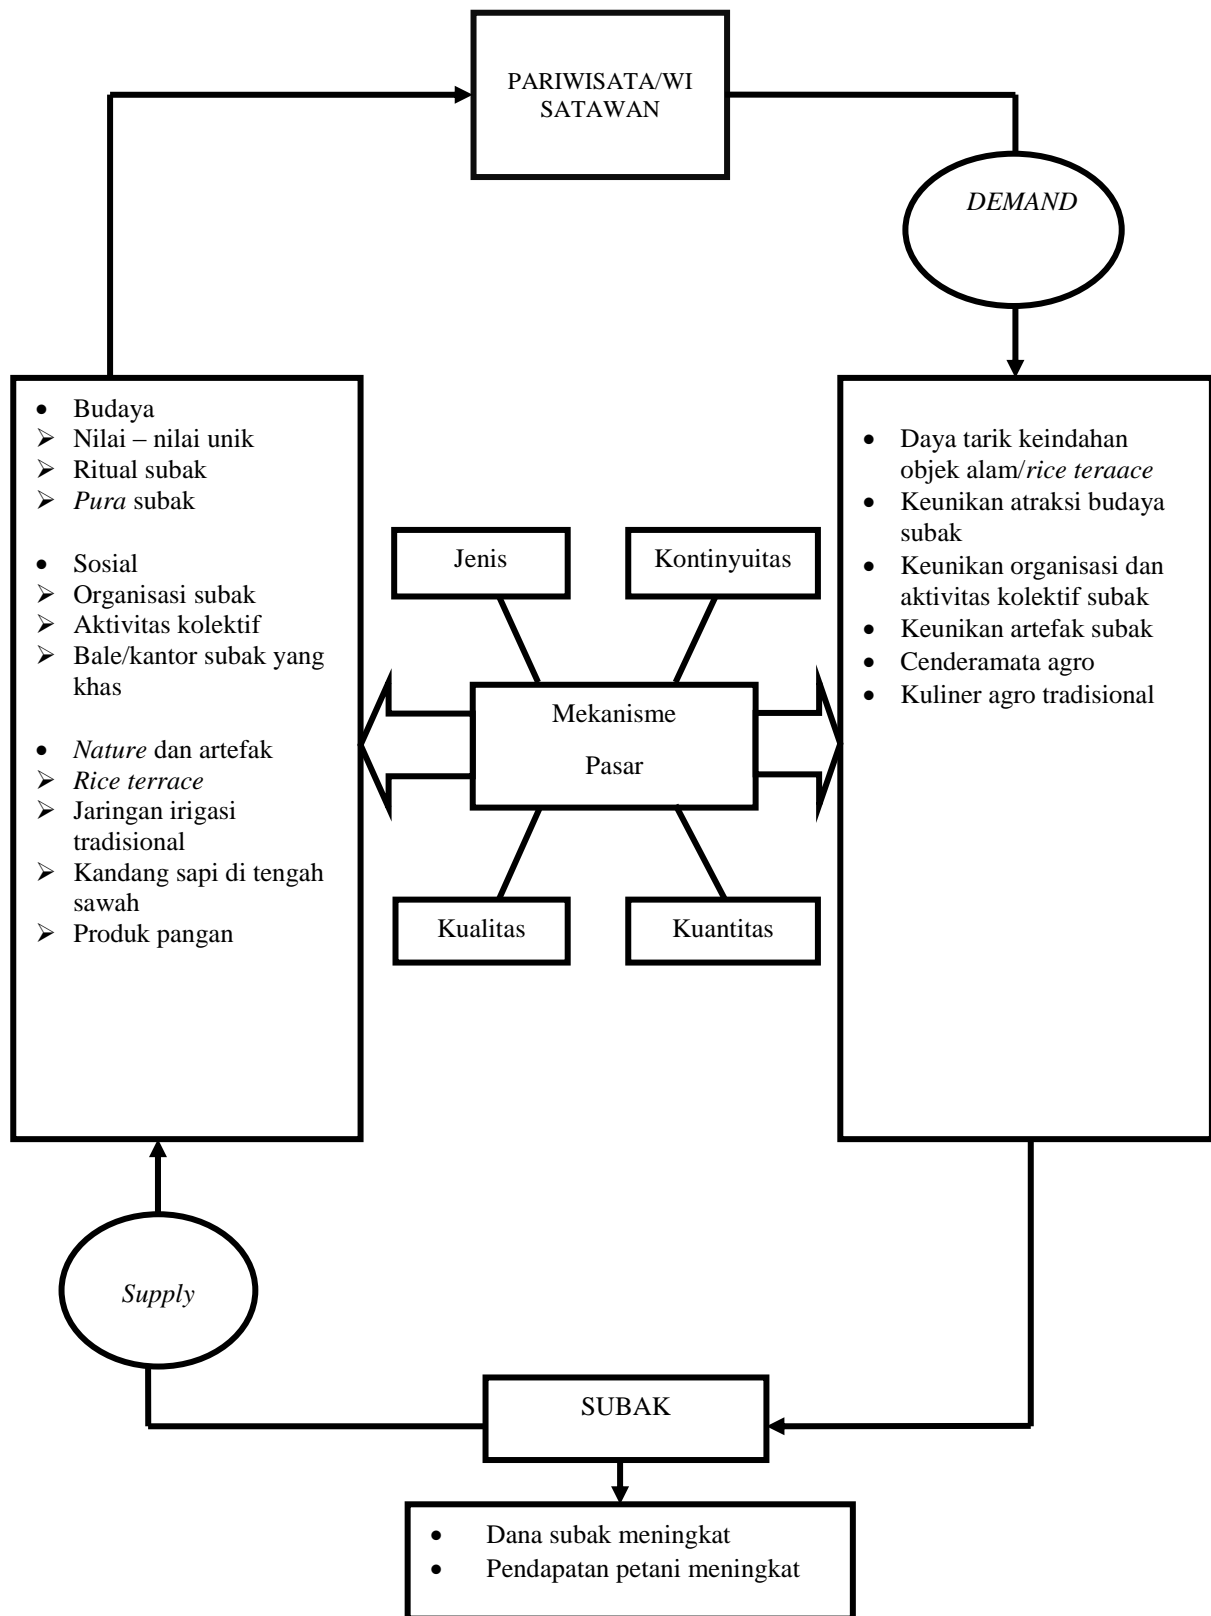 PARIWISATA/WI
SATAWAN
DEMAND
• Budaya
➢ Nilai – nilai unik
➢ Ritual subak
➢ Pura subak
• Sosial
➢ Organisasi subak
➢ Aktivitas kolektif
➢ Bale/kantor subak yang
khas
• Nature dan artefak
➢ Rice terrace
➢ Jaringan irigasi
tradisional
➢ Kandang sapi di tengah
sawah
➢ Produk pangan
Jenis
Kontinyuitas
Mekanisme
Pasar
Kualitas
Kuantitas
• Daya tarik keindahan
objek alam/rice teraace
• Keunikan atraksi budaya
subak
• Keunikan organisasi dan
aktivitas kolektif subak
• Keunikan artefak subak
• Cenderamata agro
• Kuliner agro tradisional
Supply
SUBAK
• Dana subak meningkat
• Pendapatan petani meningkat